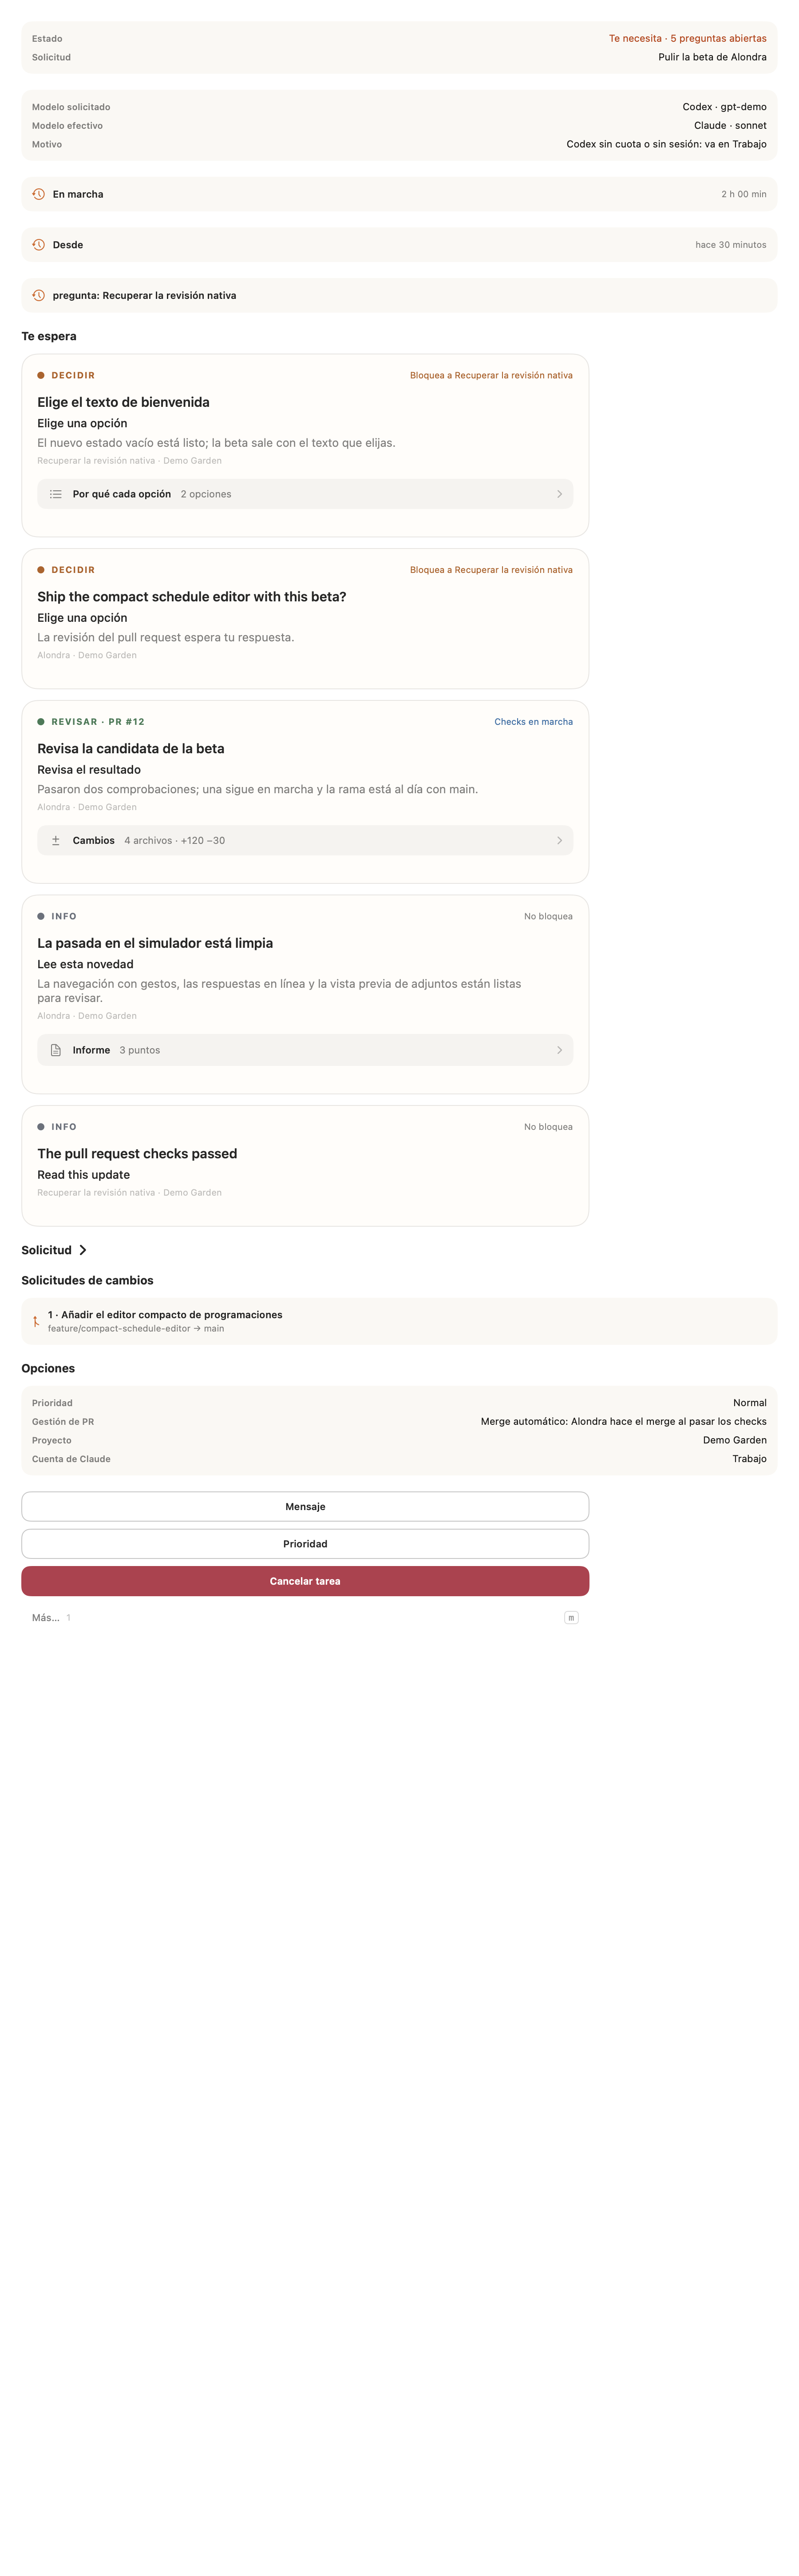 Estado
Te necesita · 5 preguntas abiertas
Solicitud
Pulir la beta de Alondra
Modelo solicitado
Codex · gpt-demo
Modelo efectivo
Claude · sonnet
Motivo
Codex sin cuota o sin sesión: va en Trabajo
En marcha
2 h 00 min
Desde
hace 30 minutos
pregunta: Recuperar la revisión nativa
Te espera
DECIDIR
Bloquea a Recuperar la revisión nativa
Elige el texto de bienvenida
Elige una opción
El nuevo estado vacío está listo; la beta sale con el texto que elijas.
Recuperar la revisión nativa · Demo Garden
Por qué cada opción 2 opciones
DECIDIR
Bloquea a Recuperar la revisión nativa
Ship the compact schedule editor with this beta?
Elige una opción
La revisión del pull request espera tu respuesta.
Alondra · Demo Garden
REVISAR · PR #12
Checks en marcha
Revisa la candidata de la beta
Revisa el resultado
Pasaron dos comprobaciones; una sigue en marcha y la rama está al día con main.
Alondra · Demo Garden
Cambios 4 archivos · +120 −30
INFO
No bloquea
La pasada en el simulador está limpia
Lee esta novedad
La navegación con gestos, las respuestas en línea y la vista previa de adjuntos están listas
para revisar.
Alondra · Demo Garden
Informe 3 puntos
INFO
No bloquea
The pull request checks passed
Read this update
Recuperar la revisión nativa · Demo Garden
Solicitud
Solicitudes de cambios
1 · Añadir el editor compacto de programaciones
feature/compact-schedule-editor → main
Opciones
Prioridad
Normal
Gestión de PR
Merge automático: Alondra hace el merge al pasar los checks
Proyecto
Demo Garden
Cuenta de Claude
Trabajo
Mensaje
Prioridad
Cancelar tarea
Más... 1
m